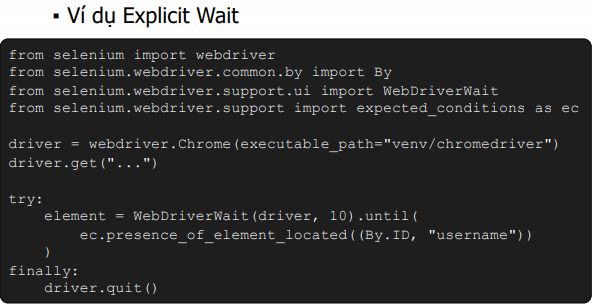 ▪ Ví dụ Explicit Wait
from selenium import webdriver
from selenium.webdriver.common.by import By
from selenium.webdriver.support.ui import WebDriverWait
from selenium.webdriver.support import expected_conditions as ec
driver = webdriver.Chrome(executable_path="venv/chromedriver")
driver.get("...")
try:
    element = WebDriverWait(driver, 10).until(
        ec.presence_of_element_located((By.ID, "username"))
    )
finally:
    driver.quit()